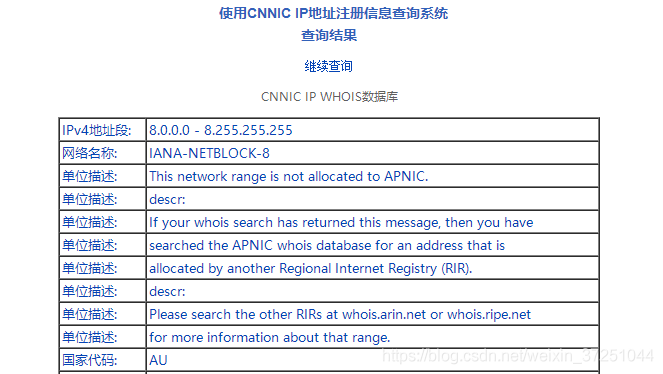 使用CNNIC IP地址注册信息查询系统
查询结果
继续查询
CNNIC IP WHOIS数据库
IPv4地址段: 8.0.0.0 - 8.255.255.255
网络名称: IANA-NETBLOCK-8
单位描述: This network range is not allocated to APNIC.
单位描述: descr:
单位描述: If your whois search has returned this message, then you have
单位描述: searched the APNIC whois database for an address that is
单位描述: allocated by another Regional Internet Registry (RIR).
单位描述: descr:
单位描述: Please search the other RIRs at whois.arin.net or whois.ripe.net
单位描述: for more information about that range.
国家代码: AU
https://blog.csdn.net/weixin_37251044